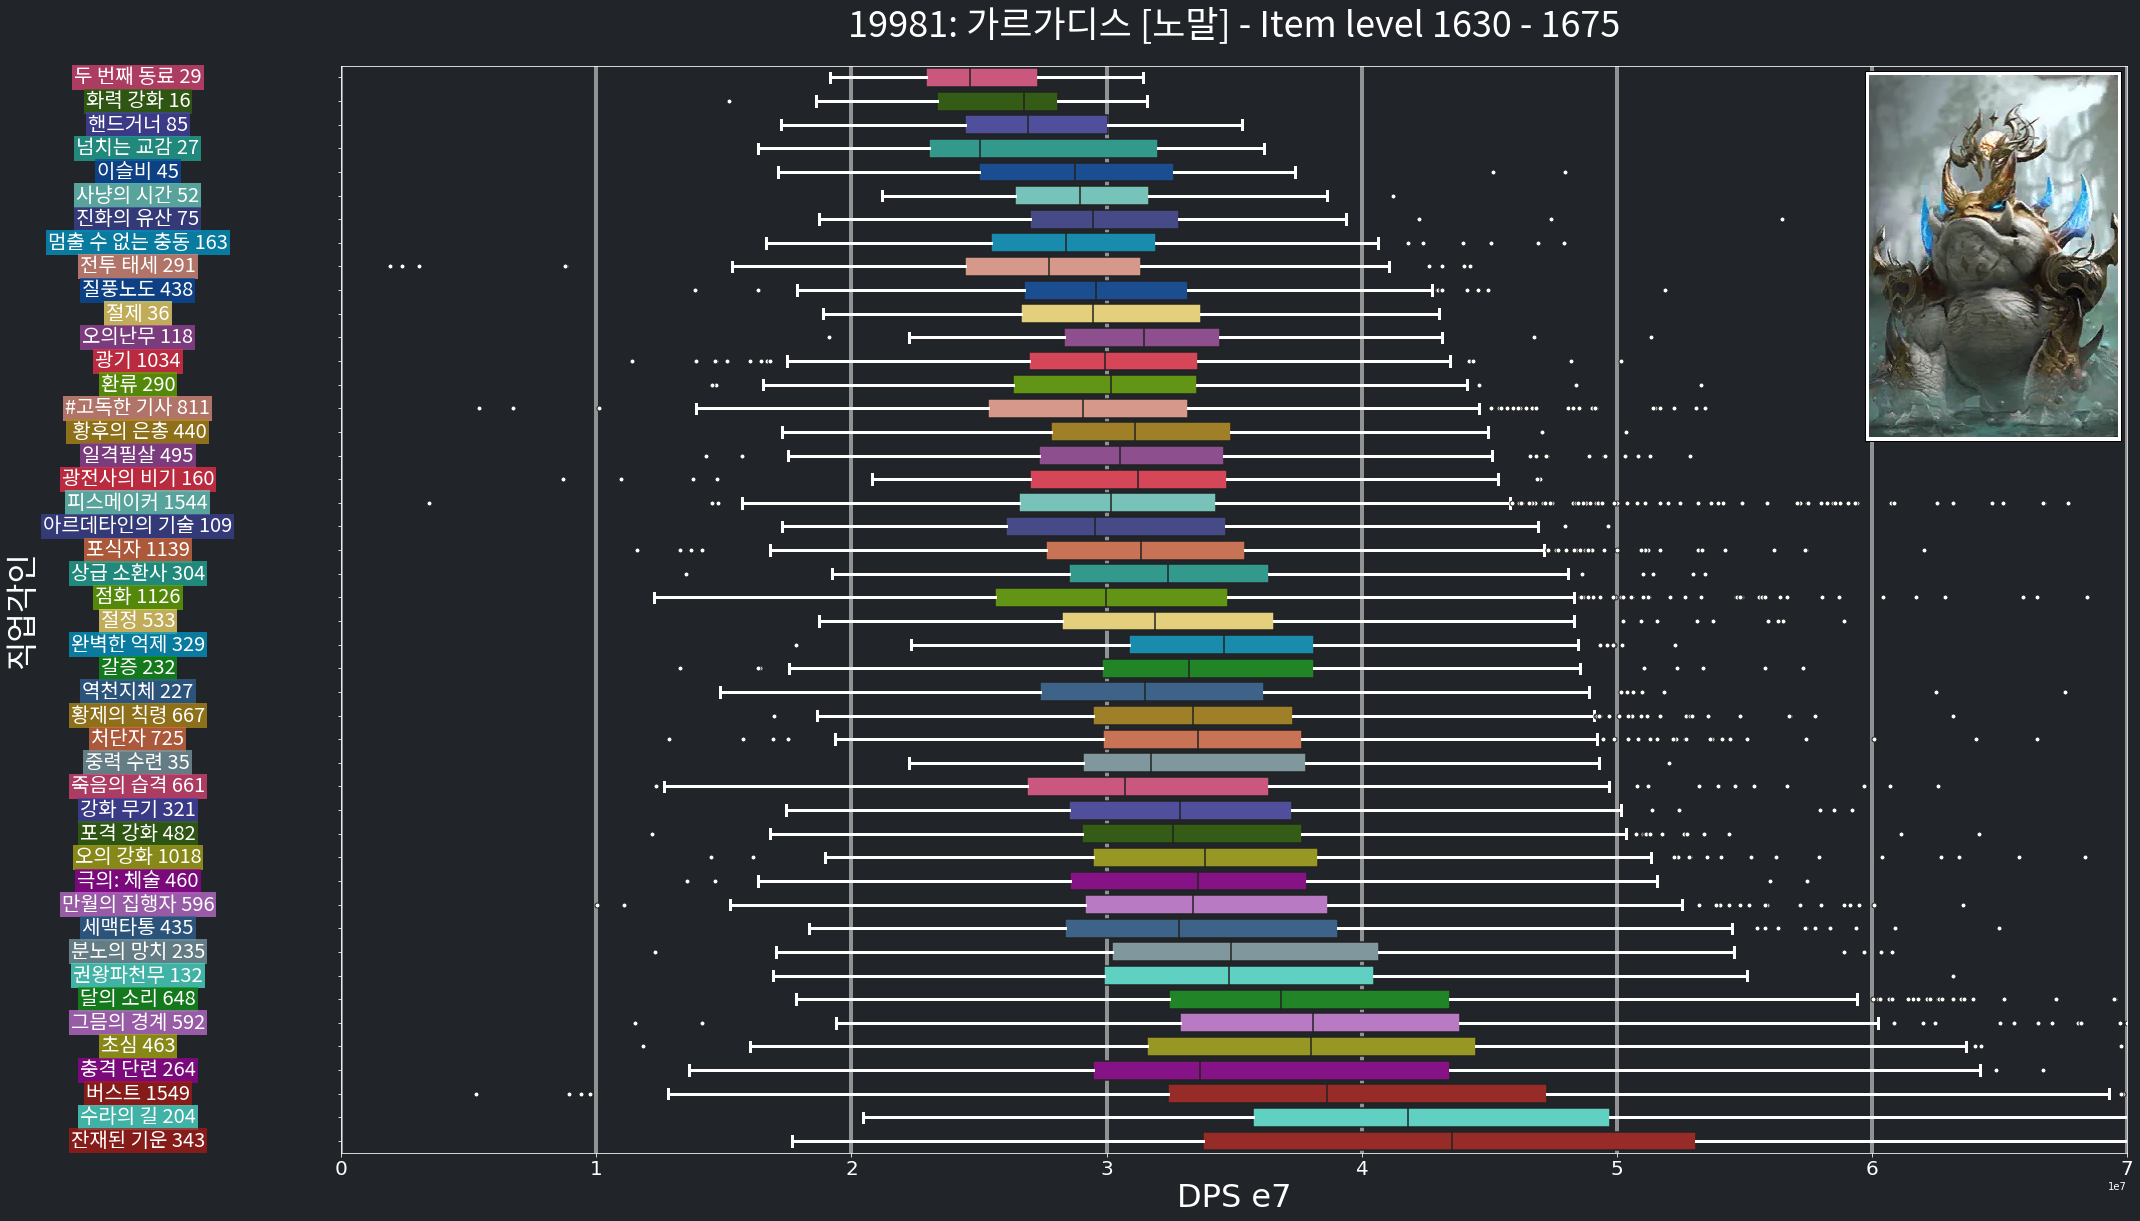 19981: 가르가디스 [노말] - Item level 1630 - 1675
두 번째 동료 29
화력 강화 16
핸드거너 85
넘치는 교감 27
이슬비 45
사냥의 시간 52
진화의 유산 75
멈출 수 없는 충동 163
전투 태세 291
질풍노도 438
절제 36
오의난무 118
광기 1034
환류 290
#고독한 기사 811
황후의 은총 440
일격필살 495
광전사의 비기 160
피스메이커 1544
아르데타인의 기술 109
포식자 1139
상급 소환사 304
점화 1126
절정 533
완벽한 억제 329
갈증 232
역천지체 227
황제의 칙령 667
처단자 725
중력 수련 35
죽음의 습격 661
강화 무기 321
포격 강화 482
오의 강화 1018
극의: 체술 460
만월의 집행자 596
세맥타통 435
분노의 망치 235
권왕파천무 132
달의 소리 648
그믐의 경계 592
초심 463
충격 단련 264
버스트 1549
수라의 길 204
잔재된 기운 343
직업각인
0 1 2 3 4 5 6 7
1e7
DPS e7